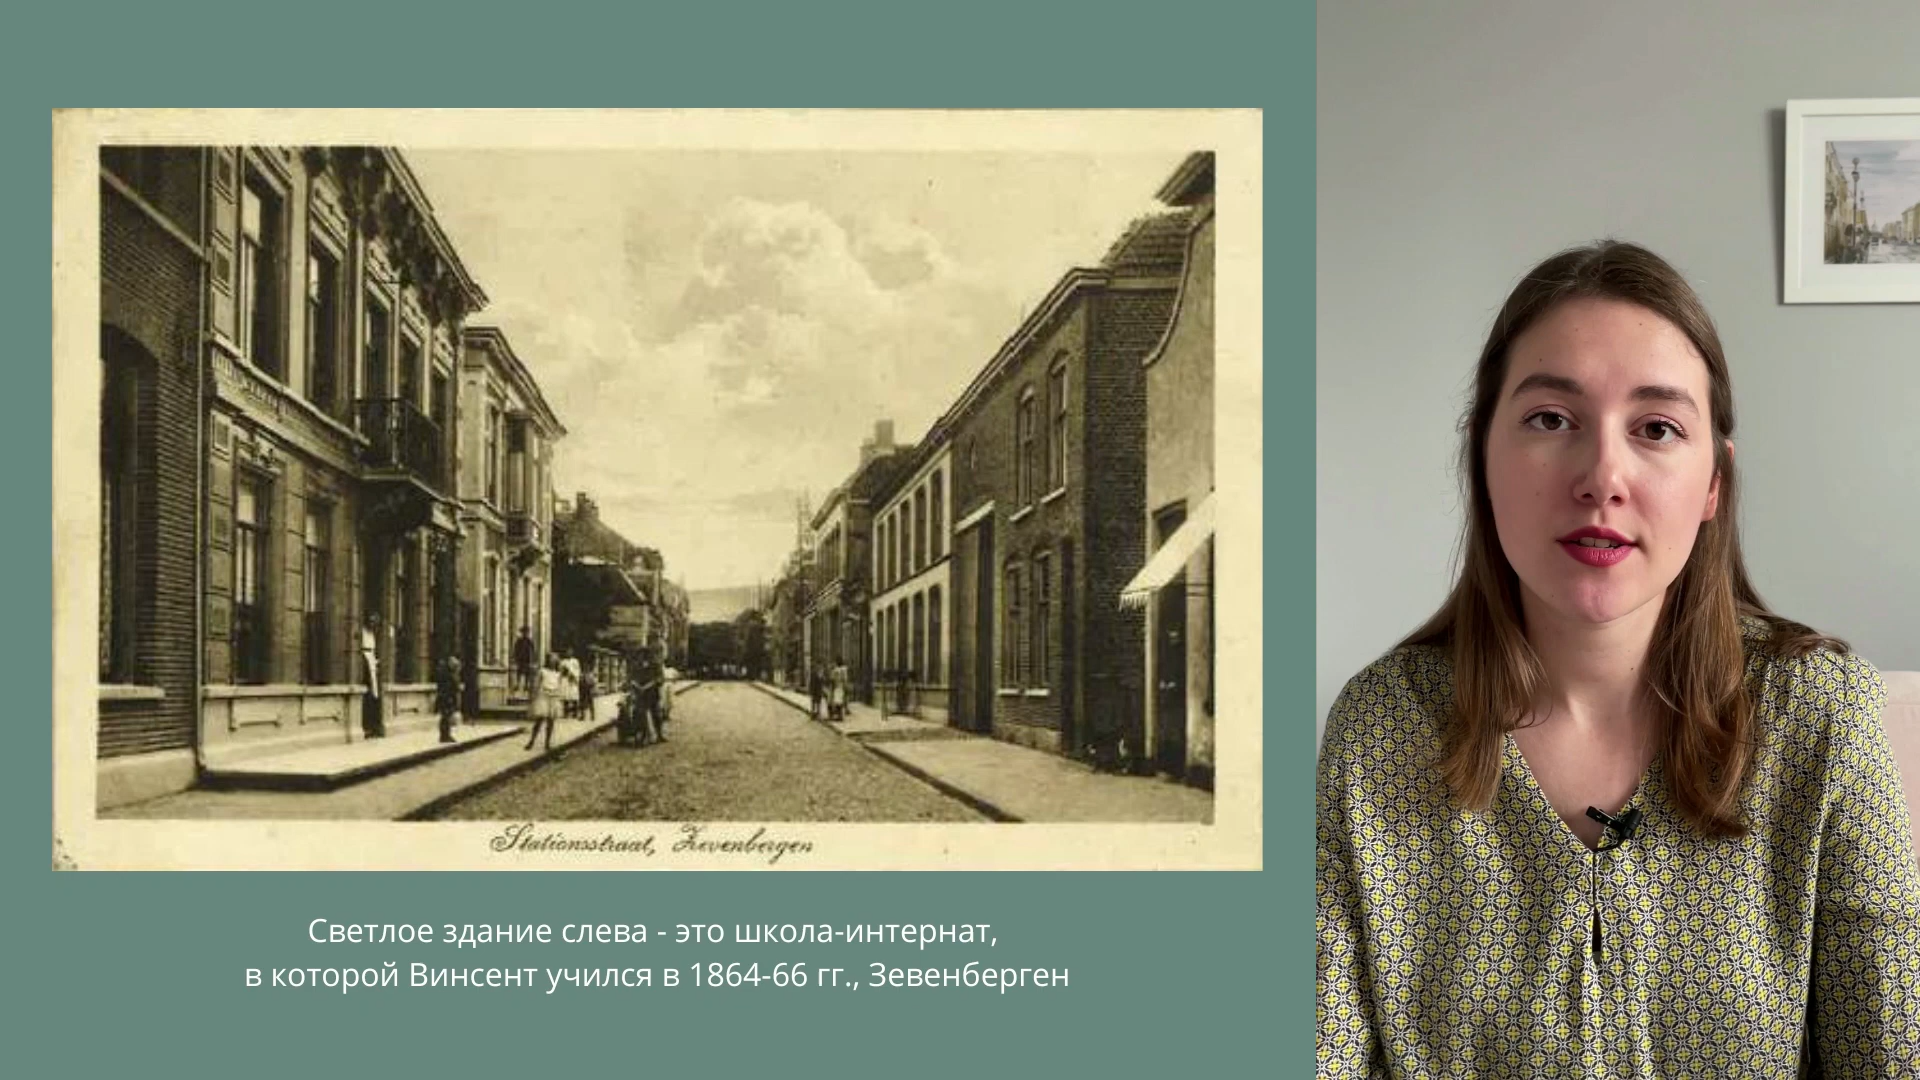 Stationsstraat, Zevenbergen
Светлое здание слева - это школа-интернат,
в которой Винсент учился в 1864-66 гг., Зевенберген